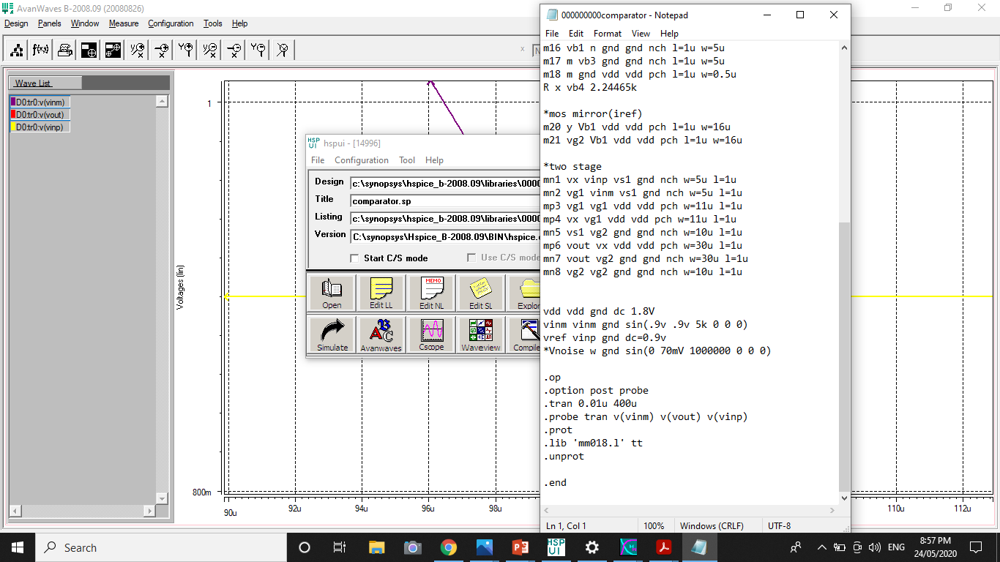 AvanWaves B-2008.09 (20080826)
Design Panels Window Measure Configuration Tools Help
Wave List
D0:tr0:v(vinm)
D0:tr0:v(vout)
D0:tr0:v(vinp)
Voltages (lin)
1
800m
90u 92u 94u 96u 98u 110u 112u
hspui - [14996]
File Configuration Tool Help
Design c:\synopsys\hspice_b-2008.09\libraries\0000
Title comparator.sp
Listing c:\synopsys\hspice_b-2008.09\libraries\0000
Version C:\synopsys\Hspice_B-2008.09\BIN\hspice.
Start C/S mode Use C/S mode
Open Edit LL Edit NL Edit SL Explor
Simulate Avanwaves Cscope Waveview Compile
000000000comparator - Notepad
File Edit Format View Help
m16 vb1 n gnd gnd nch l=1u w=5u
m17 m vb3 gnd gnd nch l=1u w=5u
m18 m gnd vdd vdd pch l=1u w=0.5u
R x vb4 2.24465k
*mos mirror(iref)
m20 y Vb1 vdd vdd pch l=1u w=16u
m21 vg2 Vb1 vdd vdd pch l=1u w=16u
*two stage
mn1 vx vinp vs1 gnd nch w=5u l=1u
mn2 vg1 vinm vs1 gnd nch w=5u l=1u
mp3 vg1 vg1 vdd vdd pch w=11u l=1u
mp4 vx vg1 vdd vdd pch w=11u l=1u
mn5 vs1 vg2 gnd gnd nch w=10u l=1u
mp6 vout vx vdd vdd pch w=30u l=1u
mn7 vout vg2 gnd gnd nch w=30u l=1u
mn8 vg2 vg2 gnd gnd nch w=10u l=1u
vdd vdd gnd dc 1.8V
vinm vinm gnd sin(.9v .9v 5k 0 0 0)
vref vinp gnd dc=0.9v
*Vnoise w gnd sin(0 70mV 1000000 0 0 0)
.op
.option post probe
.tran 0.01u 400u
.probe tran v(vinm) v(vout) v(vinp)
.prot
.lib 'mm018.l' tt
.unprot
.end
Ln 1, Col 1 100% Windows (CRLF) UTF-8
Search
HSP UI
ENG
8:57 PM
24/05/2020